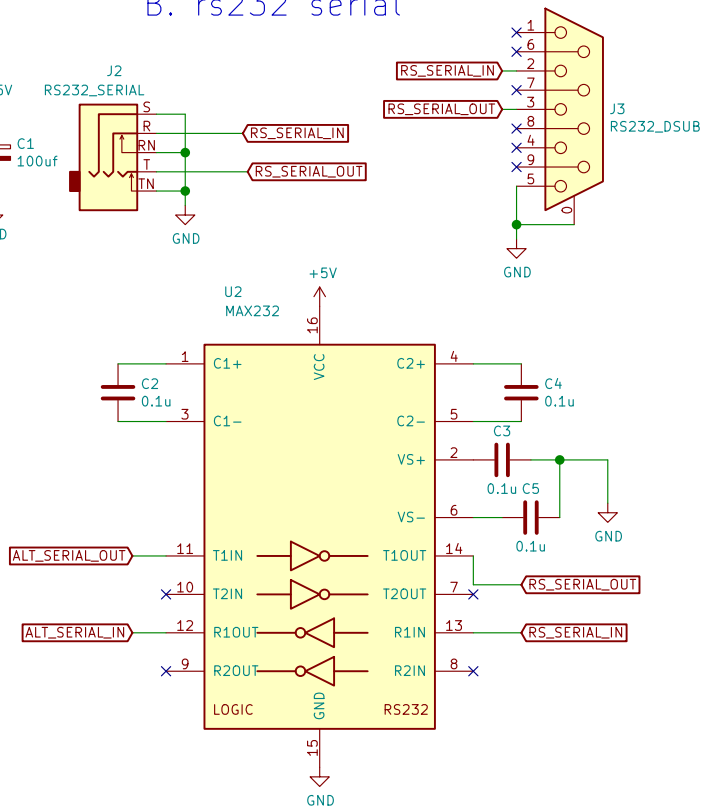 B. rs232 serial
J2
RS232_SERIAL
5V
C1
100uf
D
S
R
RN
T
TN
RS_SERIAL_IN
RS_SERIAL_OUT
GND
1
6
2
7
3
8
4
9
5
0
RS_SERIAL_IN
RS_SERIAL_OUT
J3
RS232_DSUB
GND
+5V
U2
MAX232
16
VCC
1 C1+
C2
0.1u
3 C1-
C2+ 4
C4
0.1u
C2- 5
C3
VS+ 2
0.1u
C5
VS- 6
0.1u
GND
ALT_SERIAL_OUT 11 T1IN T1OUT 14
RS_SERIAL_OUT
10 T2IN T2OUT 7
ALT_SERIAL_IN 12 R1OUT R1IN 13 RS_SERIAL_IN
9 R2OUT R2IN 8
LOGIC GND RS232
15
GND